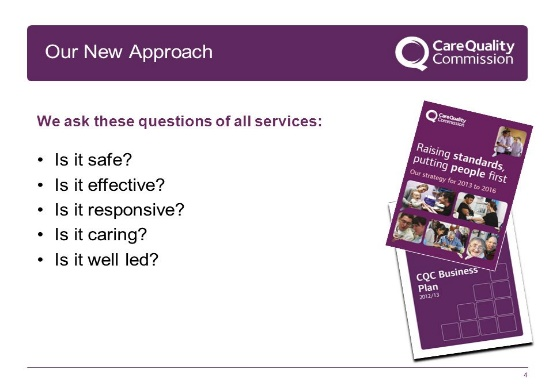 Our New Approach
CareQuality
Commission
We ask these questions of all services:
• Is it safe?
• Is it effective?
• Is it responsive?
• Is it caring?
• Is it well led?
CareQuality
Commission
Raising standards,
putting people first
Our strategy for 2013 to 2016
CQC Business
Plan
2012/13
4